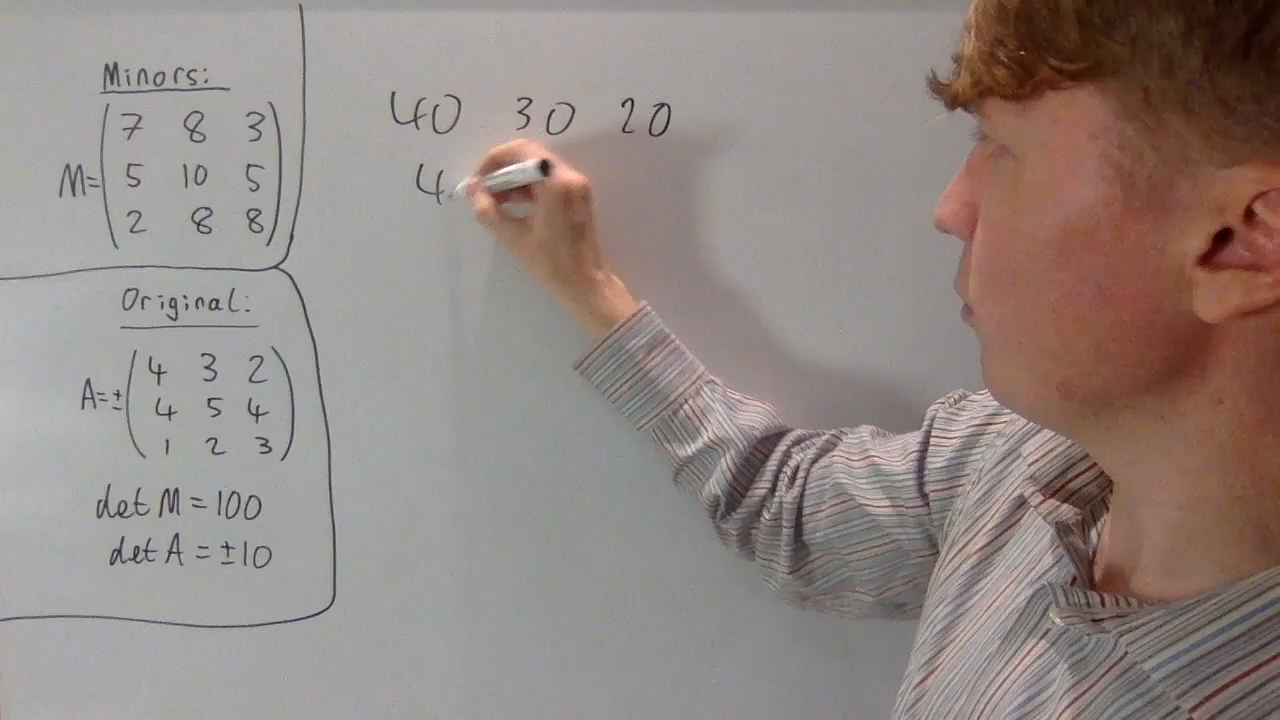 Minors:
M= ( 7 8 3
5 10 5
2 8 8 )
Original:
A=± ( 4 3 2
4 5 4
1 2 3 )
det M = 100
det A = ±10
40 30 20
4